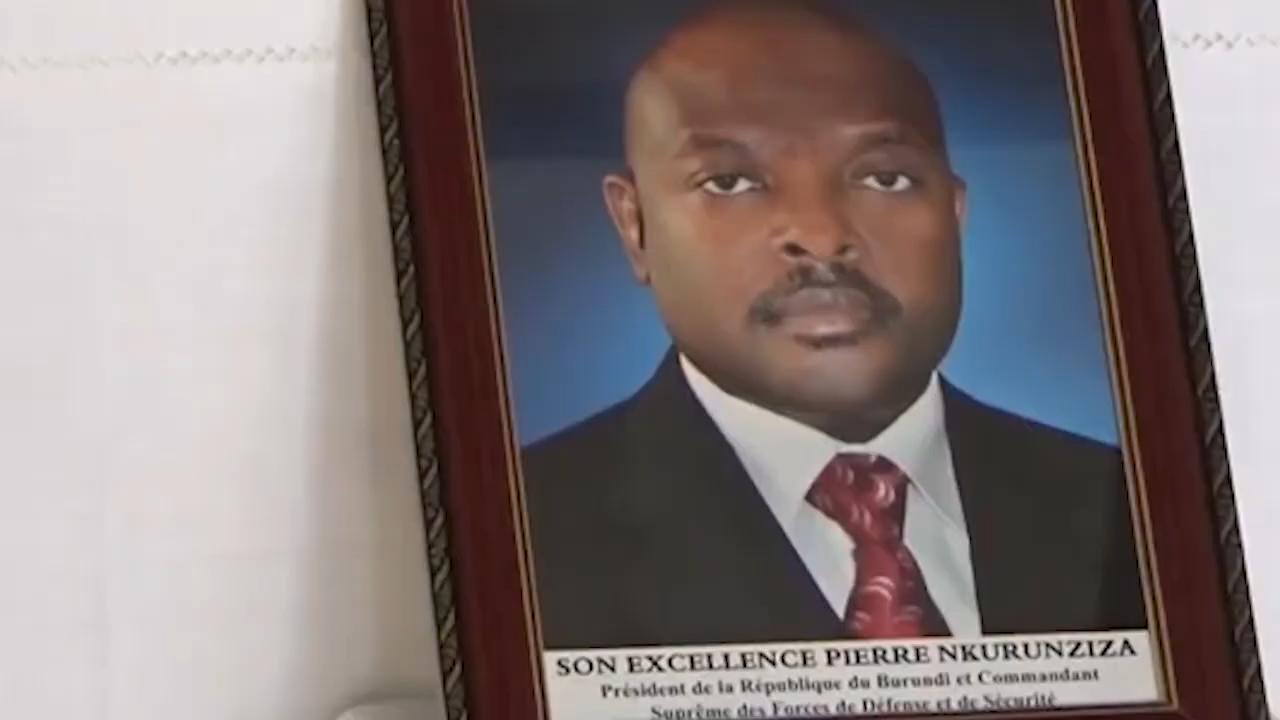 SON EXCELLENCE PIERRE NKURUNZIZA
Président de la République du Burundi et Commandant
Suprême des Forces de Défense et de Sécurité